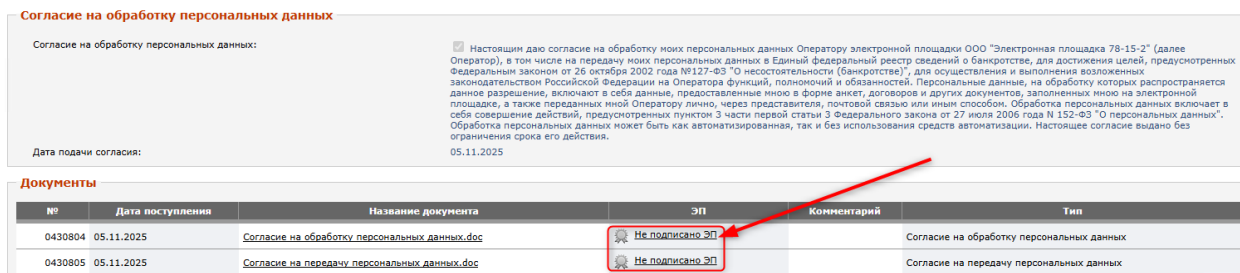 Согласие на обработку персональных данных
Согласие на обработку персональных данных:
Настоящим даю согласие на обработку моих персональных данных Оператору электронной площадки ООО "Электронная площадка 78-15-2" (далее
Оператор), в том числе на передачу моих персональных данных в Единый федеральный реестр сведений о банкротстве, для достижения целей, предусмотренных
Федеральным законом от 26 октября 2002 года №127-ФЗ "О несостоятельности (банкротстве)", для осуществления и выполнения возложенных
законодательством Российской Федерации на Оператора функций, полномочий и обязанностей. Персональные данные, на обработку которых распространяется
данное разрешение, включают в себя данные, предоставленные мною в форме анкет, договоров и других документов, заполненных мною на электронной
площадке, а также переданных мной Оператору лично, через представителя, почтовой связью или иным способом. Обработка персональных данных включает в
себя совершение действий, предусмотренных пунктом 3 части первой статьи 3 Федерального закона от 27 июля 2006 года N 152-ФЗ "О персональных данных".
Обработка персональных данных может быть как автоматизированная, так и без использования средств автоматизации. Настоящее согласие выдано без
ограничения срока его действия.
Дата подачи согласия: 05.11.2025
Документы
№ Дата поступления Название документа ЭП Комментарий Тип
0430804 05.11.2025 Согласие на обработку персональных данных.doc Не подписано ЭП Согласие на обработку персональных данных
0430805 05.11.2025 Согласие на передачу персональных данных.doc Не подписано ЭП Согласие на передачу персональных данных